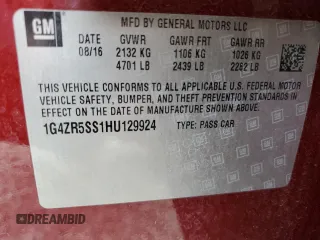 GM
MFD BY GENERAL MOTORS LLC
DATE GVWR GAWR FRT GAWR RR
08/16 2132 KG 1106 KG 1026 KG
4701 LB 2439 LB 2262 LB
THIS VEHICLE CONFORMS TO ALL APPLICABLE U.S. FEDERAL MOTOR
VEHICLE SAFETY, BUMPER, AND THEFT PREVENTION STANDARDS IN
EFFECT ON THE DATE OF MANUFACTURE SHOWN ABOVE.
1G4ZR5SS1HU129924 TYPE: PASS CAR
DREAMBID